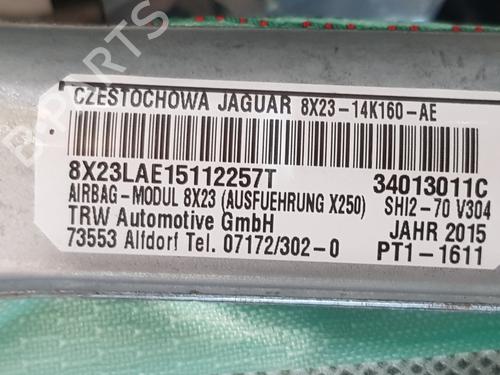 B-PARTS
CZESTOCHOWA JAGUAR 8X23-14K160-AE
8X23LAE15112257T 34013011C
AIRBAG-MODUL 8X23 (AUSFUEHRUNG X250) SHI2-70 V304
TRW Automotive GmbH JAHR 2015
73553 Alfdorf Tel. 07172/302-0 PT1-1611